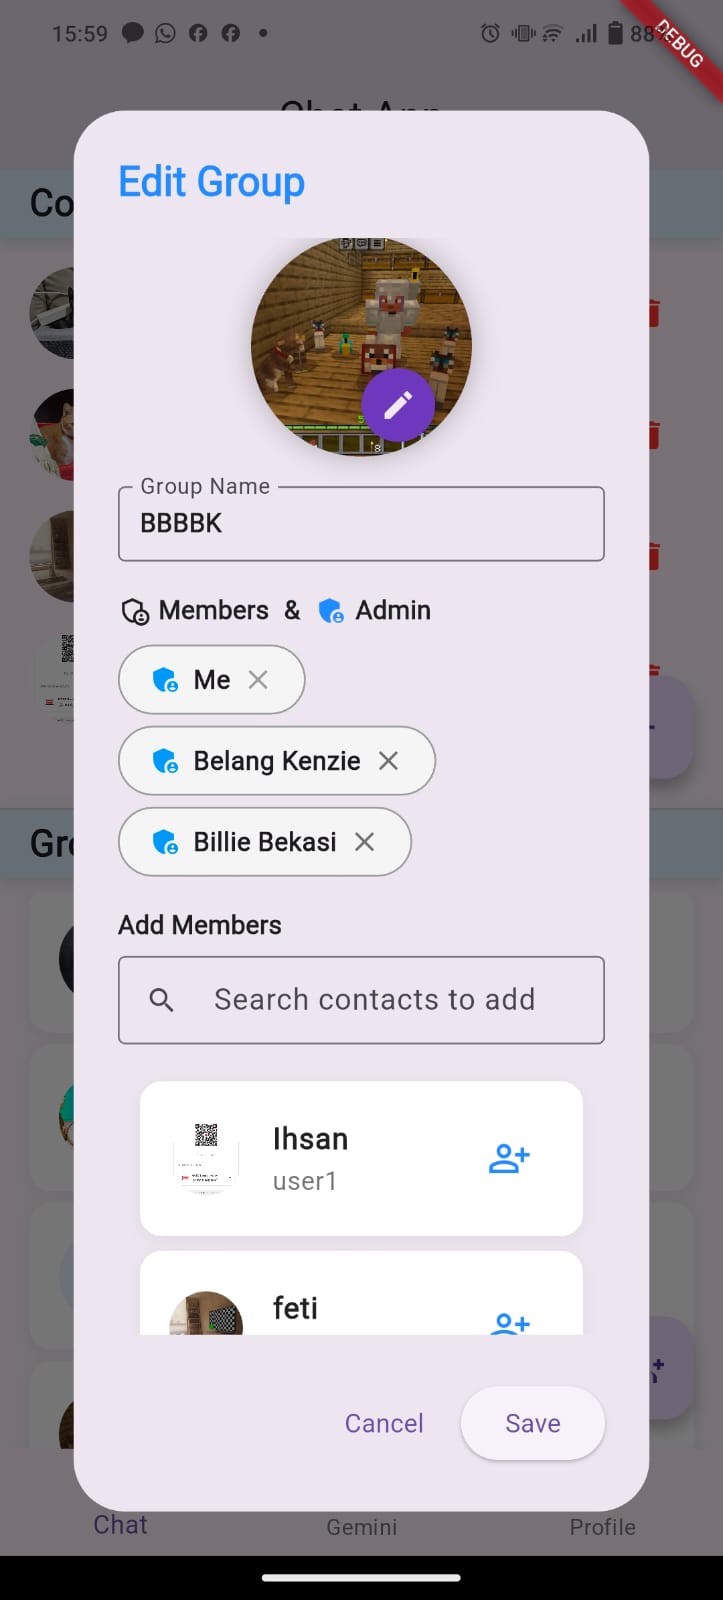 15:59
88
DEBUG
Chat App
Edit Group
Co
Group Name
BBBBK
Members & Admin
Me
Belang Kenzie
Billie Bekasi
Gro
Add Members
Search contacts to add
Ihsan
user1
feti
Cancel
Save
Chat
Gemini
Profile